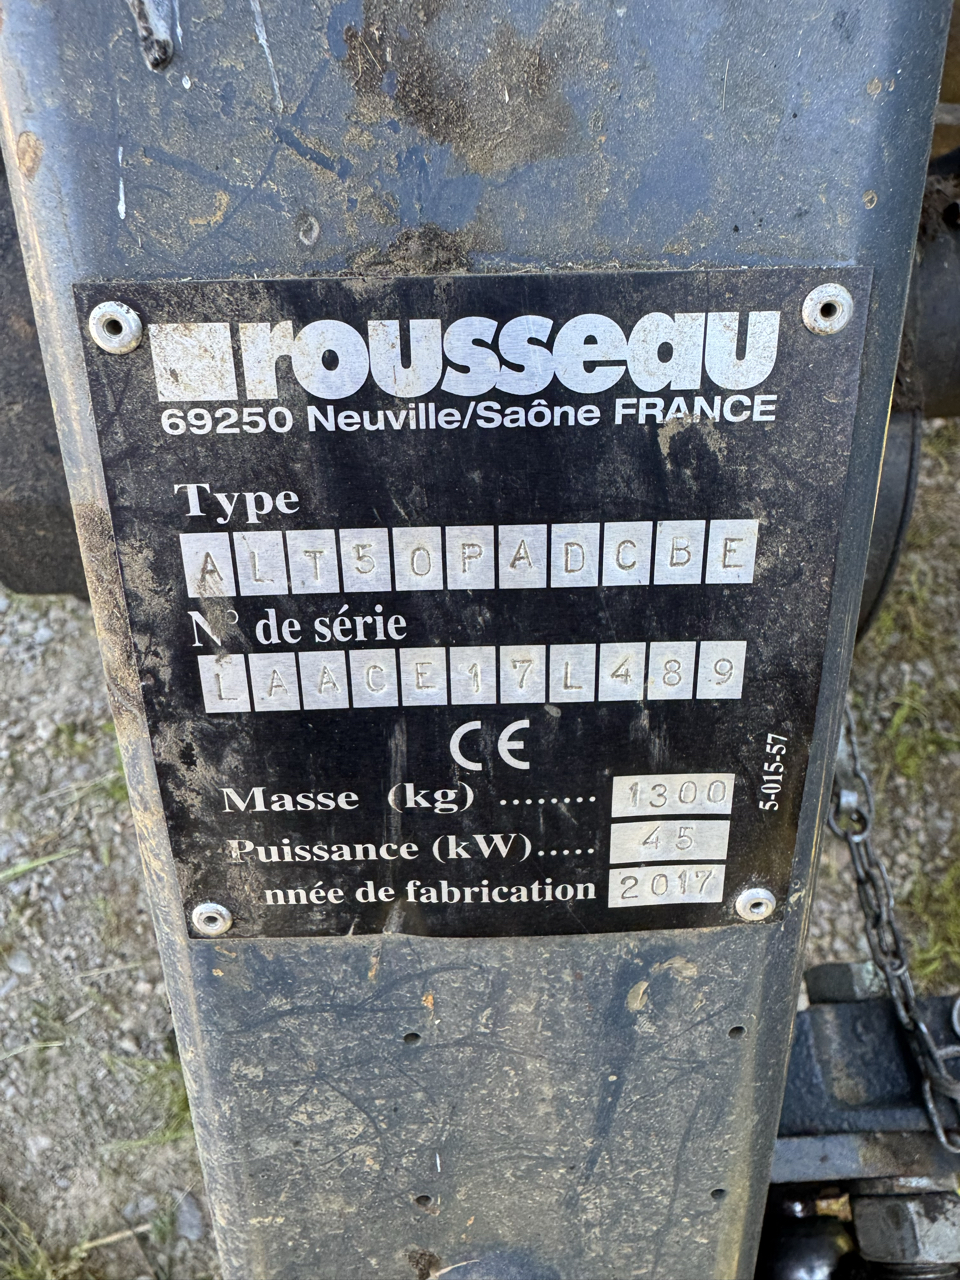 rousseau
69250 Neuville/Saône FRANCE
Type
ALT50PADCBE
N° de série
LAACE17L489
CE
Masse (kg) ........ 1300
Puissance (kW)..... 45
nnée de fabrication 2017
5-015-57